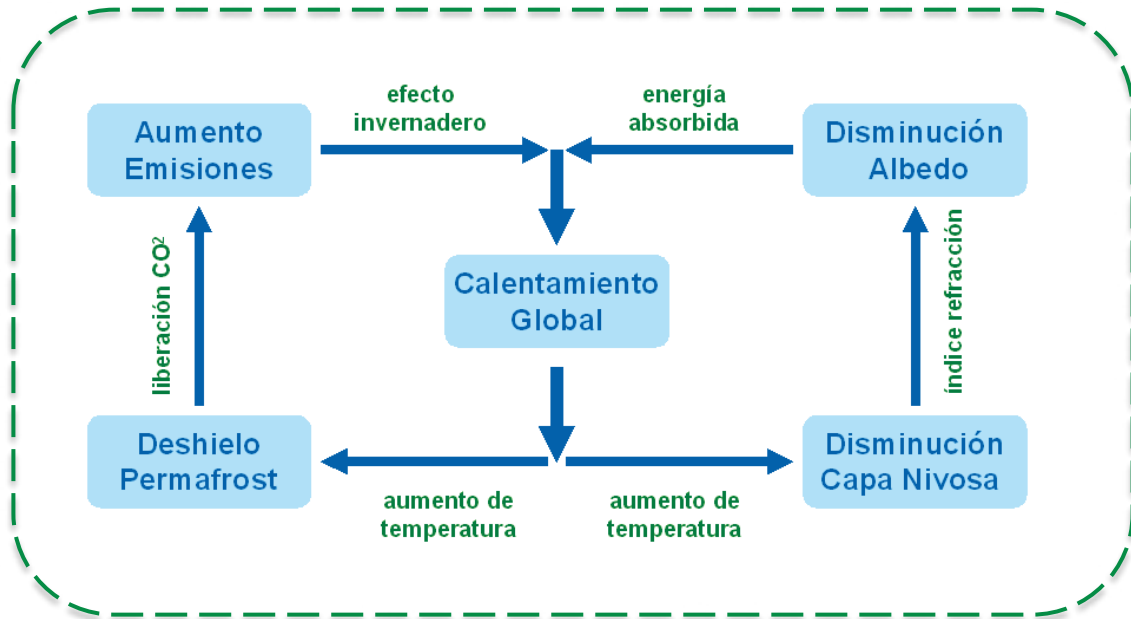 efecto
invernadero
energía
absorbida
Aumento
Emisiones
Disminución
Albedo
liberación CO²
Calentamiento
Global
índice refracción
Deshielo
Permafrost
Disminución
Capa Nivosa
aumento de
temperatura
aumento de
temperatura